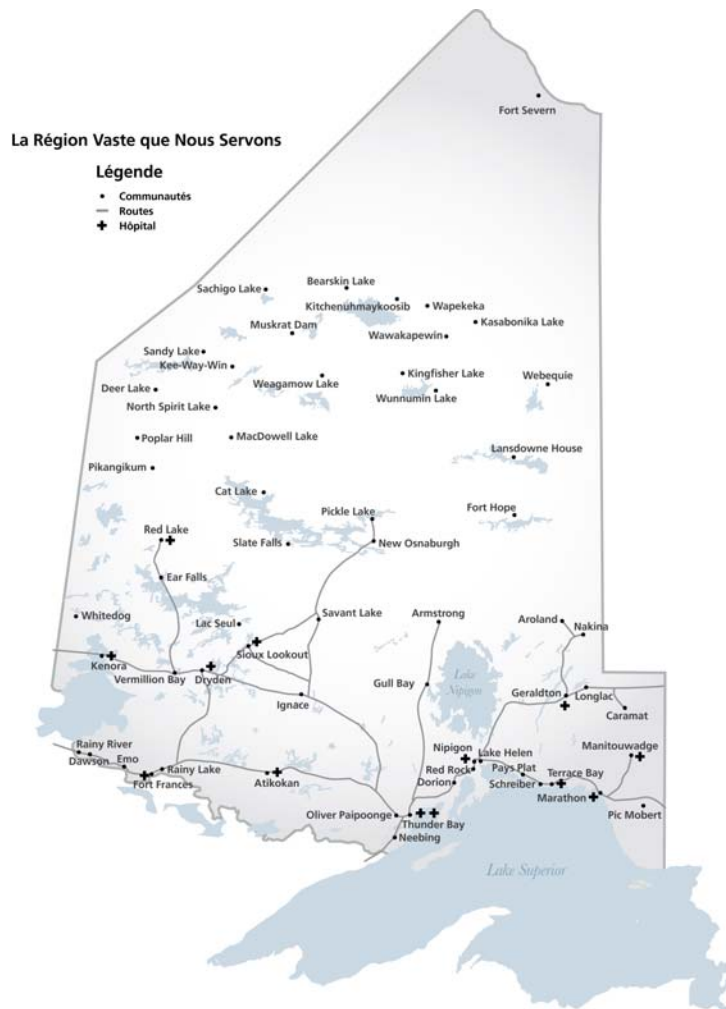 Fort Severn
La Région Vaste que Nous Servons
Légende
Communautés
Routes
Hôpital
Bearskin Lake
Sachigo Lake
Kitchenuhmaykoosib
Wapekeka
Muskrat Dam
Kasabonika Lake
Wawakapewin
Sandy Lake
Kee-Way-Win
Weagamow Lake
Kingfisher Lake
Webequie
Deer Lake
Wunnumin Lake
North Spirit Lake
Poplar Hill
MacDowell Lake
Lansdowne House
Pikangikum
Cat Lake
Pickle Lake
Fort Hope
Red Lake
Slate Falls
New Osnaburgh
Ear Falls
Whitedog
Lac Seul
Savant Lake
Armstrong
Aroland
Nakina
Sioux Lookout
Kenora
Vermillion Bay
Dryden
Lake
Nipigon
Gull Bay
Ignace
Geraldton
Longlac
Caramat
Rainy River
Dawson
Emo
Rainy Lake
Fort Frances
Atikokan
Nipigon
Lake Helen
Manitouwadge
Red Rock
Pays Plat
Dorion
Schreiber
Terrace Bay
Marathon
Pic Mobert
Oliver Paipoonge
Thunder Bay
Neebing
Lake Superior